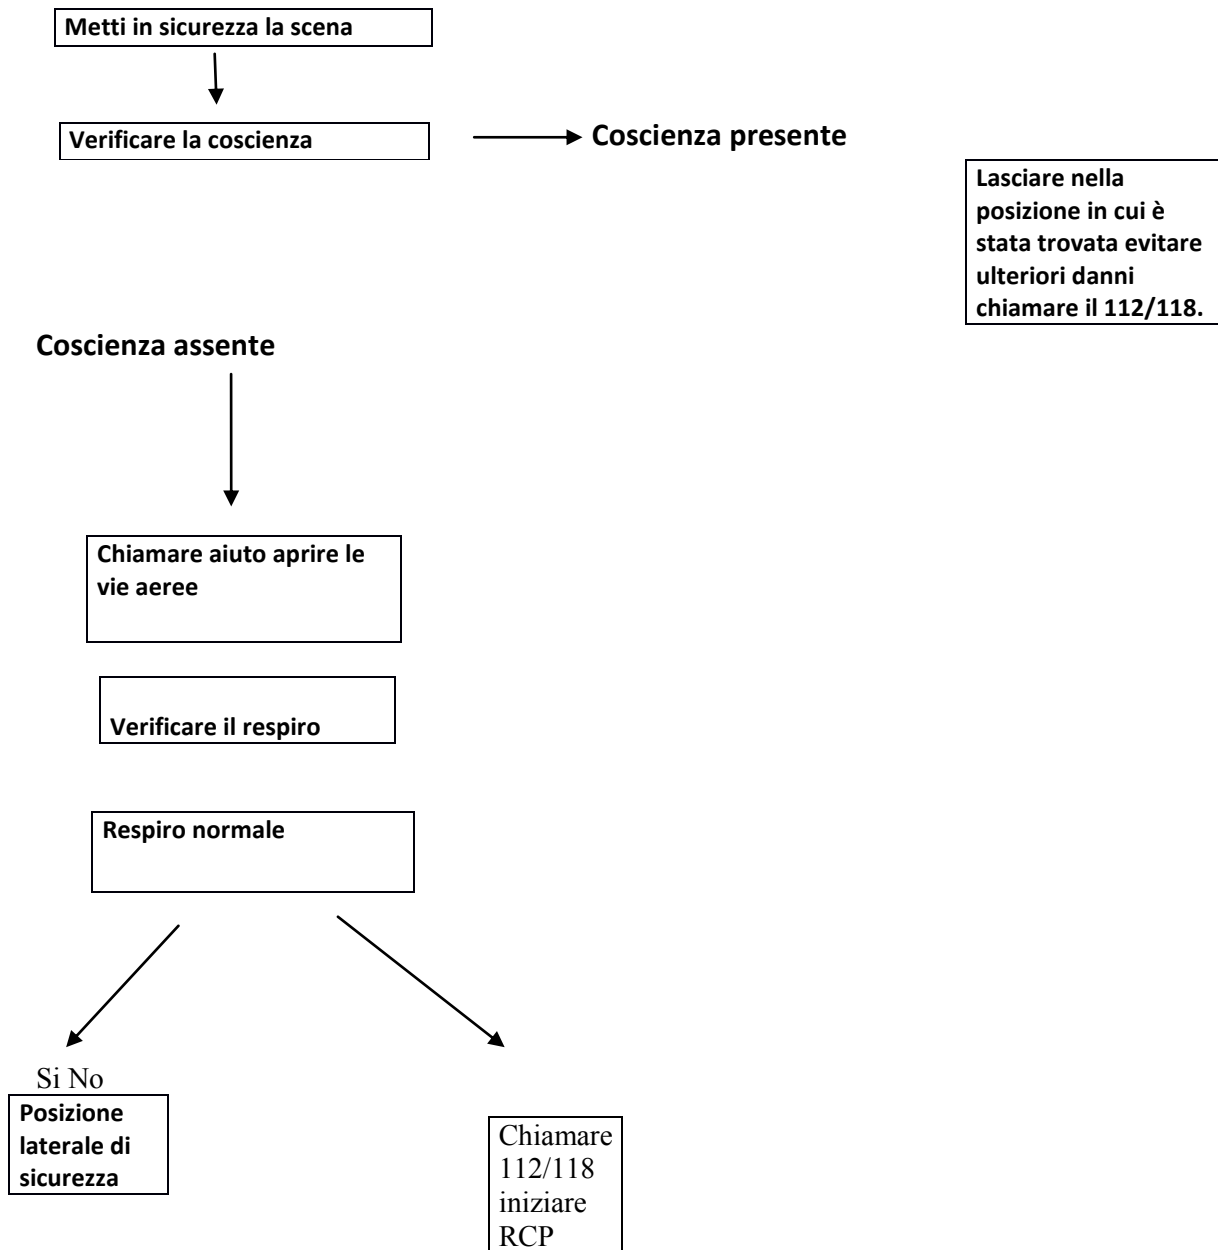 Metti in sicurezza la scena
Verificare la coscienza
Coscienza presente
Lasciare nella
posizione in cui è
stata trovata evitare
ulteriori danni
chiamare il 112/118.
Coscienza assente
Chiamare aiuto aprire le
vie aeree
Verificare il respiro
Respiro normale
Si No
Posizione
laterale di
sicurezza
Chiamare
112/118
iniziare
RCP